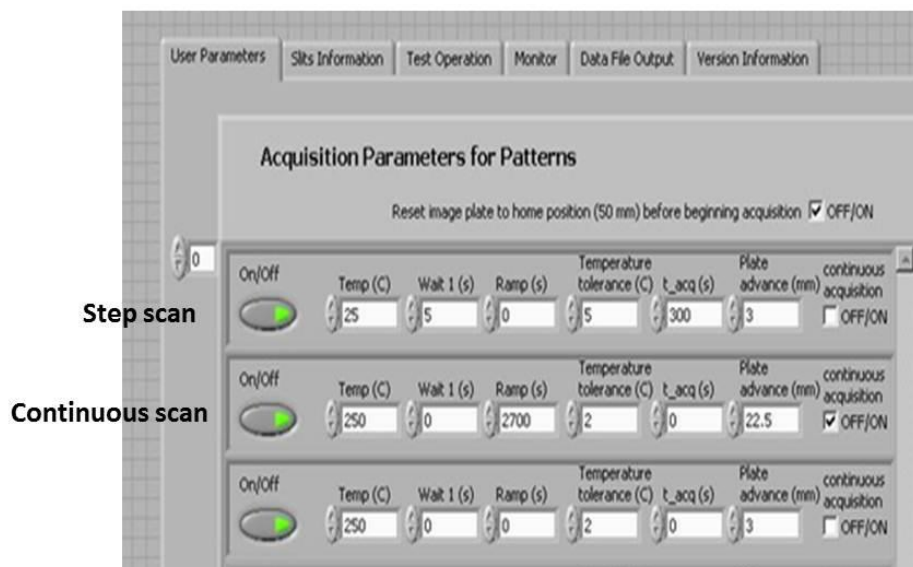 User Parameters Slits Information Test Operation Monitor Data File Output Version Information
Acquisition Parameters for Patterns
Reset image plate to home position (50 mm) before beginning acquisition OFF/ON
0
Step scan
On/Off Temp (C) Wait 1 (s) Ramp (s) Temperature tolerance (C) t_acq (s) Plate advance (mm) continuous acquisition
25 5 0 5 300 3 OFF/ON
Continuous scan
On/Off Temp (C) Wait 1 (s) Ramp (s) Temperature tolerance (C) t_acq (s) Plate advance (mm) continuous acquisition
250 0 2700 2 0 22.5 OFF/ON
On/Off Temp (C) Wait 1 (s) Ramp (s) Temperature tolerance (C) t_acq (s) Plate advance (mm) continuous acquisition
250 0 0 2 0 3 OFF/ON